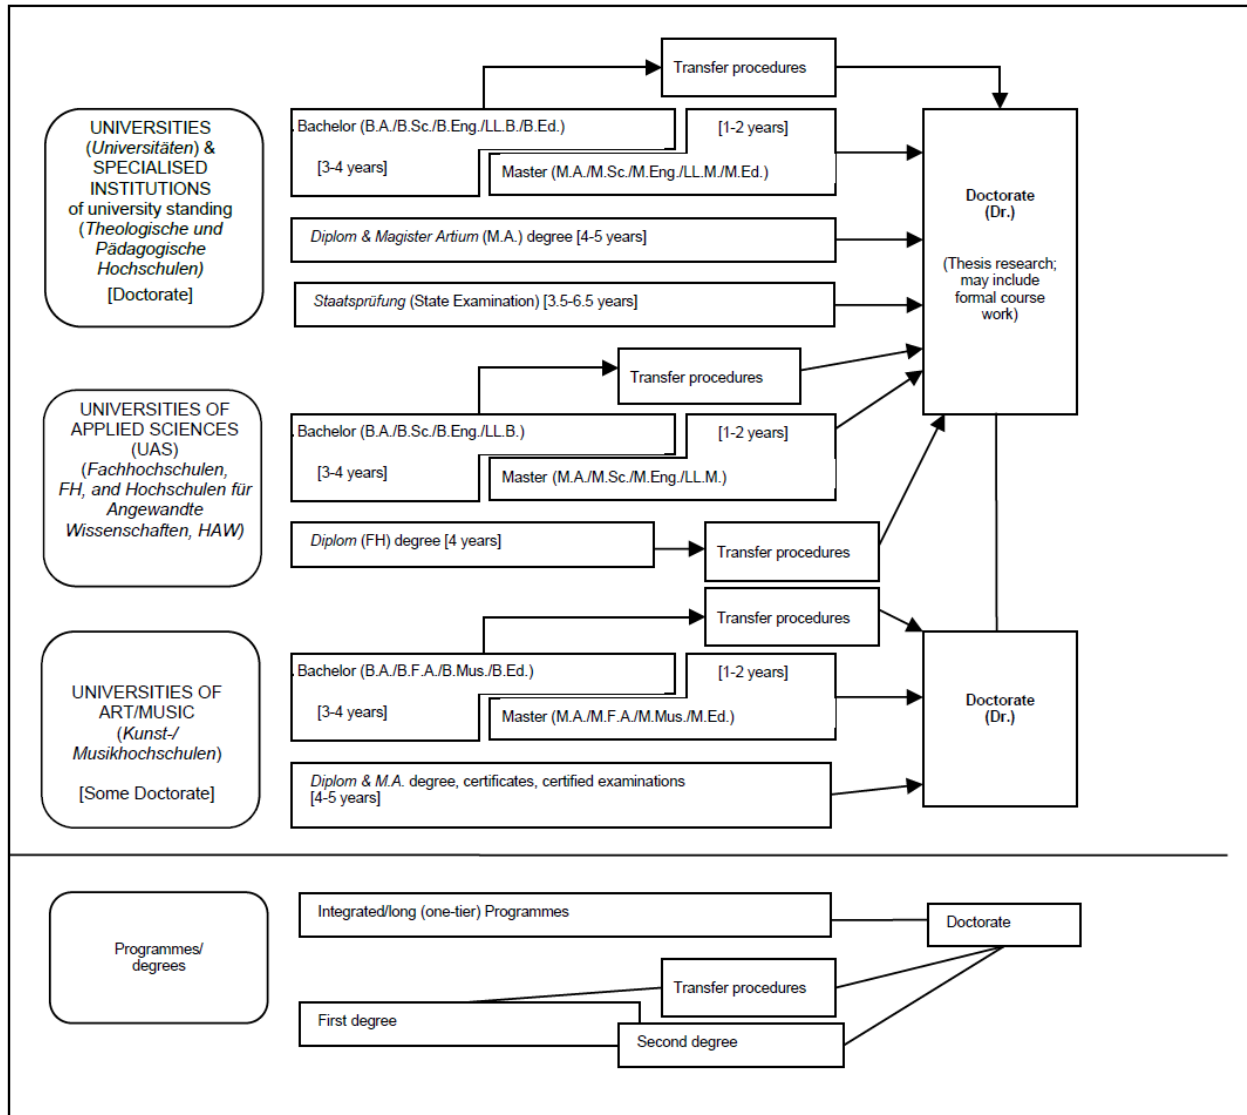 Transfer procedures
UNIVERSITIES
(Universitäten) &
SPECIALISED
INSTITUTIONS
of university standing
(Theologische und
Pädagogische
Hochschulen)
[Doctorate]
. Bachelor (B.A./B.Sc./B.Eng./LL.B./B.Ed.)
[3-4 years]
[1-2 years]
Master (M.A./M.Sc./M.Eng./LL.M./M.Ed.)
Diplom & Magister Artium (M.A.) degree [4-5 years]
Staatsprüfung (State Examination) [3.5-6.5 years]
Doctorate
(Dr.)
(Thesis research;
may include
formal course
work)
Transfer procedures
UNIVERSITIES OF
APPLIED SCIENCES
(UAS)
(Fachhochschulen,
FH, and Hochschulen für
Angewandte
Wissenschaften, HAW)
. Bachelor (B.A./B.Sc./B.Eng./LL.B.)
[3-4 years]
[1-2 years]
Master (M.A./M.Sc./M.Eng./LL.M.)
Diplom (FH) degree [4 years]
Transfer procedures
Transfer procedures
UNIVERSITIES OF
ART/MUSIC
(Kunst-/
Musikhochschulen)
[Some Doctorate]
. Bachelor (B.A./B.F.A./B.Mus./B.Ed.)
[3-4 years]
[1-2 years]
Master (M.A./M.F.A./M.Mus./M.Ed.)
Diplom & M.A. degree, certificates, certified examinations
[4-5 years]
Doctorate
(Dr.)
Programmes/
degrees
Integrated/long (one-tier) Programmes
Doctorate
Transfer procedures
First degree
Second degree